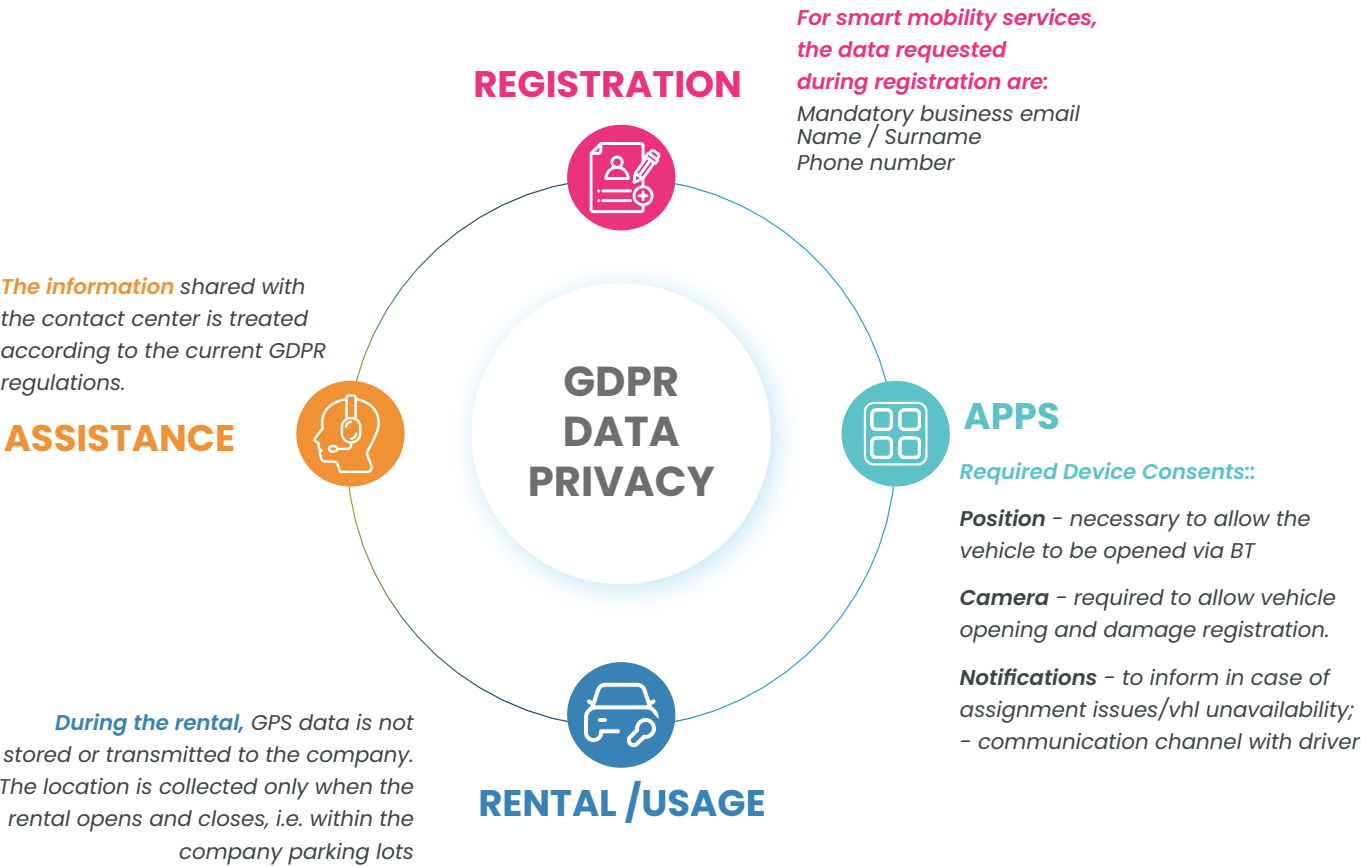 REGISTRATION
For smart mobility services,
the data requested
during registration are:
Mandatory business email
Name / Surname
Phone number
The information shared with
the contact center is treated
according to the current GDPR
regulations.
ASSISTANCE
GDPR
DATA
PRIVACY
APPS
Required Device Consents::
Position - necessary to allow the
vehicle to be opened via BT
Camera - required to allow vehicle
opening and damage registration.
Notifications - to inform in case of
assignment issues/vhl unavailability;
- communication channel with driver
During the rental, GPS data is not
stored or transmitted to the company.
The location is collected only when the
rental opens and closes, i.e. within the
company parking lots
RENTAL /USAGE